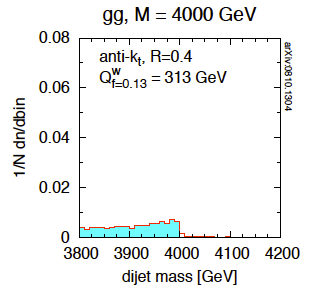 gg, M = 4000 GeV
0.08
anti-kt, R=0.4
Q^w_f=0.13 = 313 GeV
arXiv:0810.1304
0.06
1/N dn/dbin
0.04
0.02
0
3800 3900 4000 4100 4200
dijet mass [GeV]